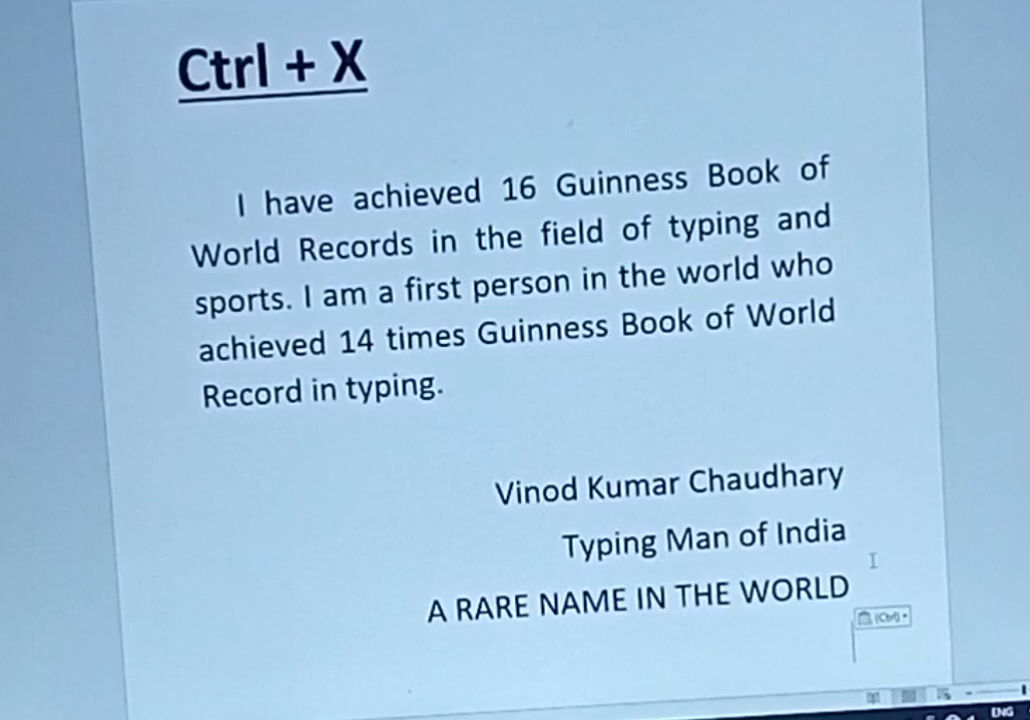 Ctrl + X
I have achieved 16 Guinness Book of
World Records in the field of typing and
sports. I am a first person in the world who
achieved 14 times Guinness Book of World
Record in typing.
Vinod Kumar Chaudhary
Typing Man of India
A RARE NAME IN THE WORLD
(Ctrl)
ENG